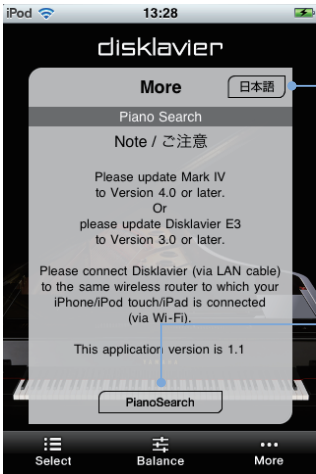 iPod 13:28
disklavier
More 日本語
Piano Search
Note / ご注意
Please update Mark IV
to Version 4.0 or later.
Or
please update Disklavier E3
to Version 3.0 or later.
Please connect Disklavier (via LAN cable)
to the same wireless router to which your
iPhone/iPod touch/iPad is connected
(via Wi-Fi).
This application version is 1.1
PianoSearch
Select Balance More